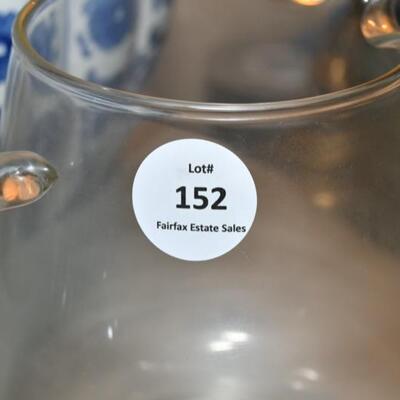 Lot#
152
Fairfax Estate Sales